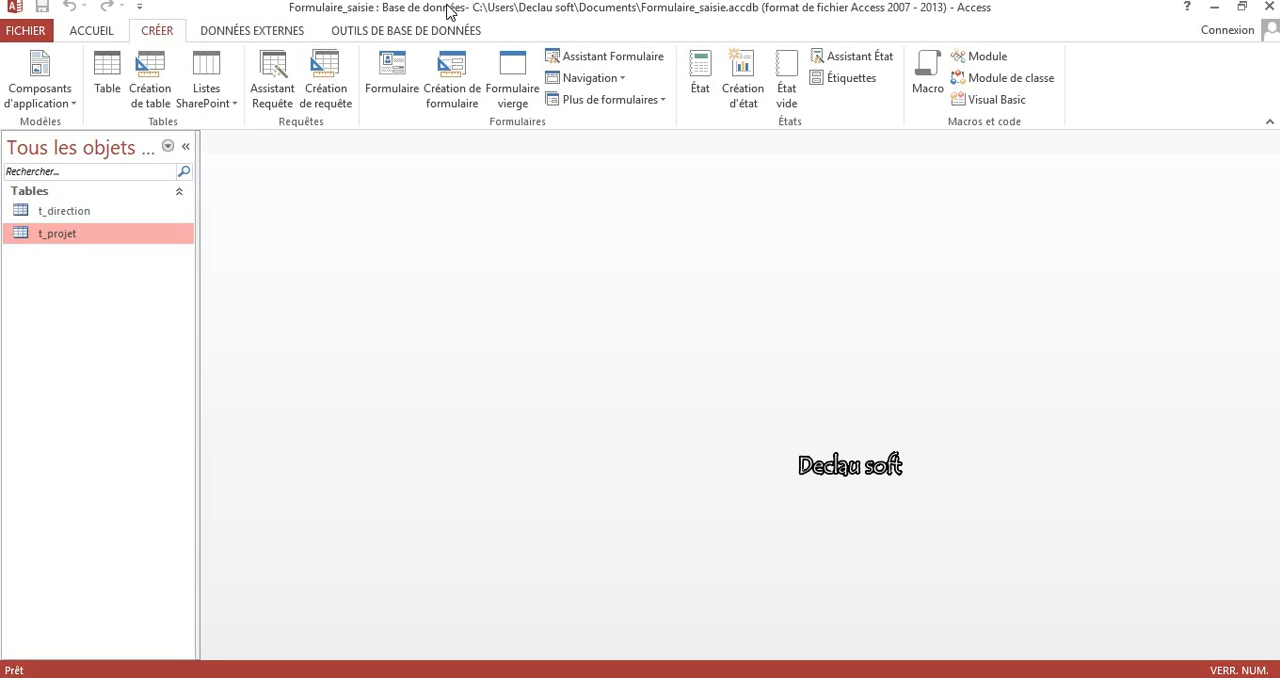 Formulaire_saisie : Base de données- C:\Users\Declau soft\Documents\Formulaire_saisie.accdb (format de fichier Access 2007 - 2013) - Access
FICHIER ACCUEIL CRÉER DONNÉES EXTERNES OUTILS DE BASE DE DONNÉES Connexion
Composants d'application
Modèles
Table
Création de table
Listes SharePoint
Tables
Assistant Requête
Création de requête
Requêtes
Formulaire
Création de formulaire
Formulaire vierge
Assistant Formulaire
Navigation
Plus de formulaires
Formulaires
État
Création d'état
État vide
Assistant État
Étiquettes
États
Macro
Module
Module de classe
Visual Basic
Macros et code
Tous les objets ...
Rechercher...
Tables
t_direction
t_projet
Declau soft
Prêt
VERR. NUM.